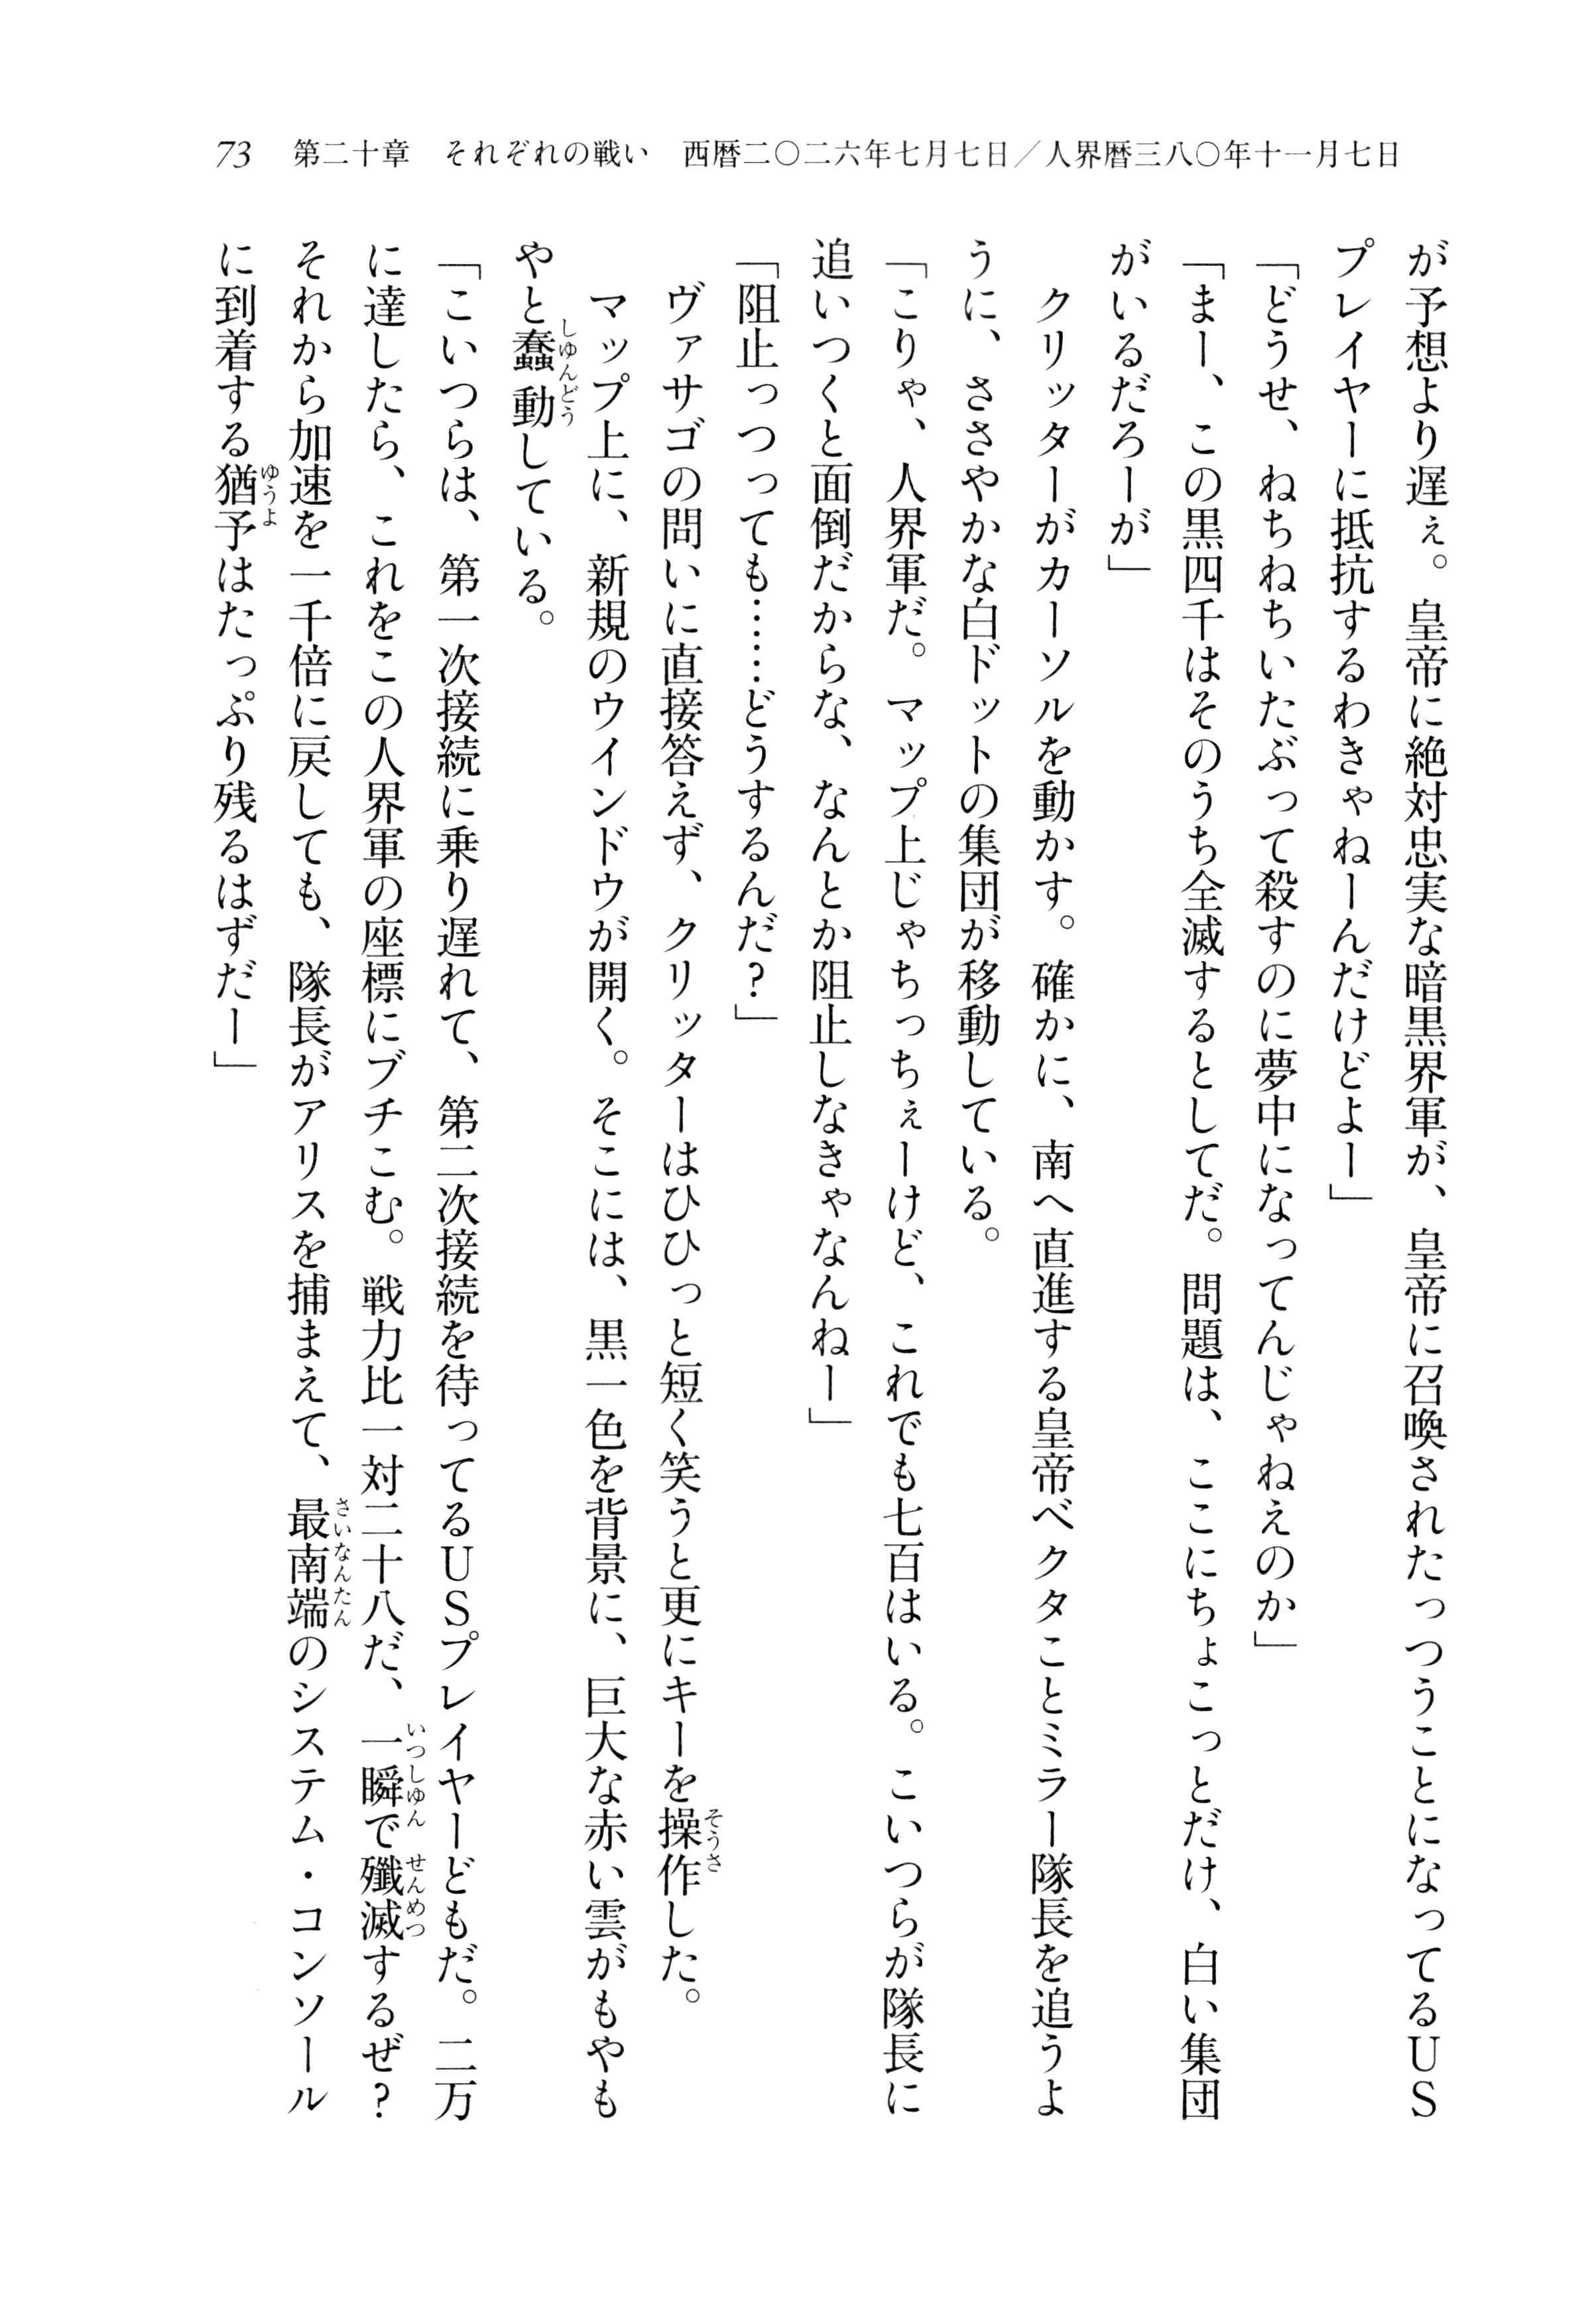 73　第二十章　それぞれの戦い　西暦二〇二六年七月七日／人界暦三八〇年十一月七日
が予想より遅ぇ。皇帝に絶対忠実な暗黒界軍が、皇帝に召喚されたっつうことになってるUS
プレイヤーに抵抗するわきゃねーんだけどよー」
「どうせ、ねちねちいたぶって殺すのに夢中になってんじゃねえのか」
「まー、この黒四千はそのうち全滅するとしてだ。問題は、ここにちょこっとだけ、白い集団
がいるだろーが」
　クリッターがカーソルを動かす。確かに、南へ直進する皇帝ベクタことミラー隊長を追うよ
うに、ささやかな白ドットの集団が移動している。
「こりゃ、人界軍だ。マップ上じゃちっちぇーけど、これでも七百はいる。こいつらが隊長に
追いつくと面倒だからな、なんとか阻止しなきゃなんねー」
「阻止っつっても……どうするんだ？」
　ヴァサゴの問いに直接答えず、クリッターはひひっと短く笑うと更にキーを操作した。
　マップ上に、新規のウインドウが開く。そこには、黒一色を背景に、巨大な赤い雲がもやも
やと蠢動している。
「こいつらは、第一次接続に乗り遅れて、第二次接続を待ってるUSプレイヤーどもだ。二万
に達したら、これをこの人界軍の座標にブチこむ。戦力比一対二十八だ、一瞬で殲滅するぜ？
それから加速を一千倍に戻しても、隊長がアリスを捕まえて、最南端のシステム・コンソール
に到着する猶予はたっぷり残るはずだー」